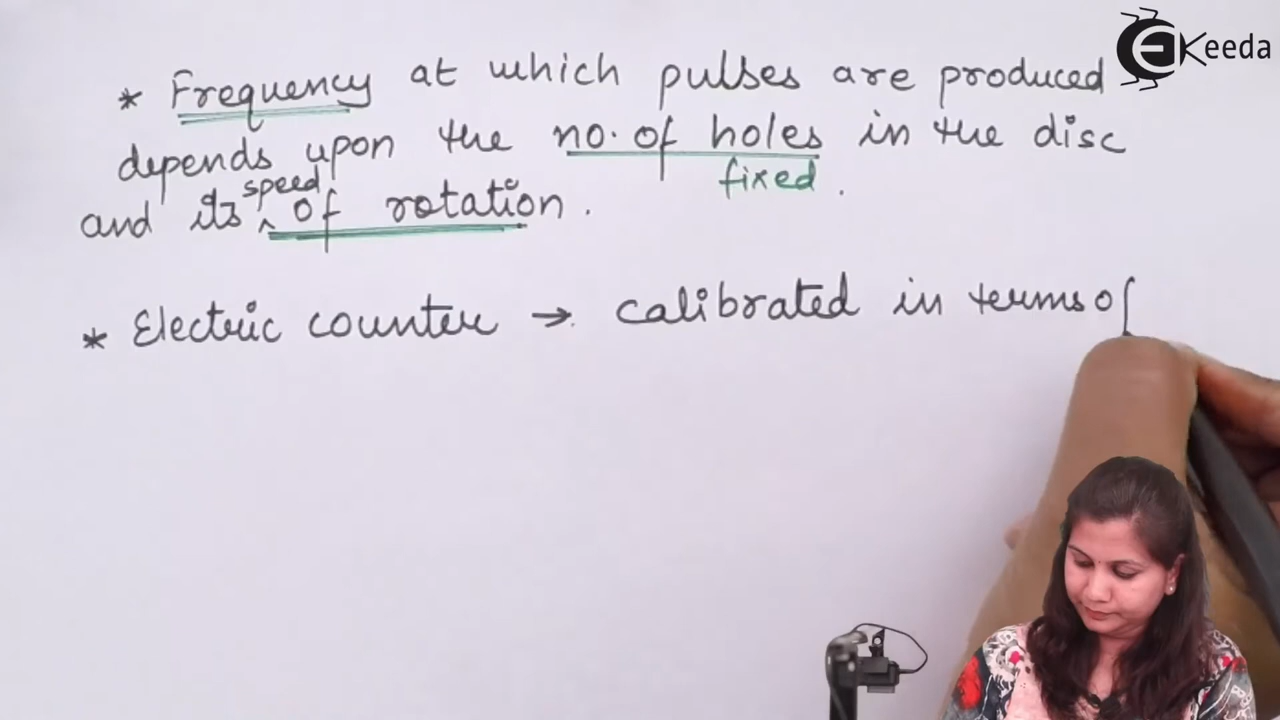 Keeda
* Frequency at which pulses are produced
depends upon the no. of holes in the disc
fixed.
and its ^ speed of rotation.
* Electric counter → calibrated in terms of